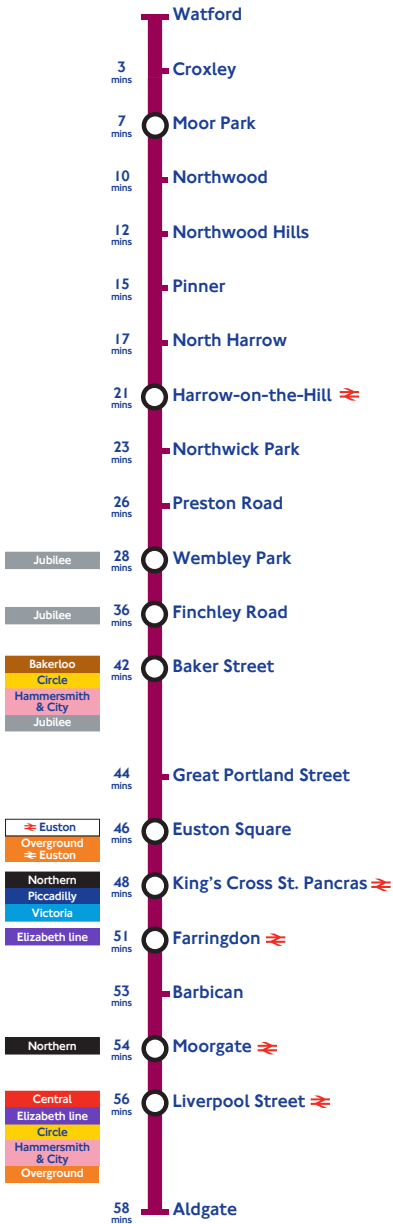 Watford
3
mins
Croxley
7
mins
Moor Park
10
mins
Northwood
12
mins
Northwood Hills
15
mins
Pinner
17
mins
North Harrow
21
mins
Harrow-on-the-Hill
23
mins
Northwick Park
26
mins
Preston Road
Jubilee
28
mins
Wembley Park
Jubilee
36
mins
Finchley Road
Bakerloo
Circle
Hammersmith
& City
Jubilee
42
mins
Baker Street
44
mins
Great Portland Street
Euston
Overground
Euston
46
mins
Euston Square
Northern
Piccadilly
Victoria
48
mins
King's Cross St. Pancras
Elizabeth line
51
mins
Farringdon
53
mins
Barbican
Northern
54
mins
Moorgate
Central
Elizabeth line
Circle
Hammersmith
& City
Overground
56
mins
Liverpool Street
58
mins
Aldgate